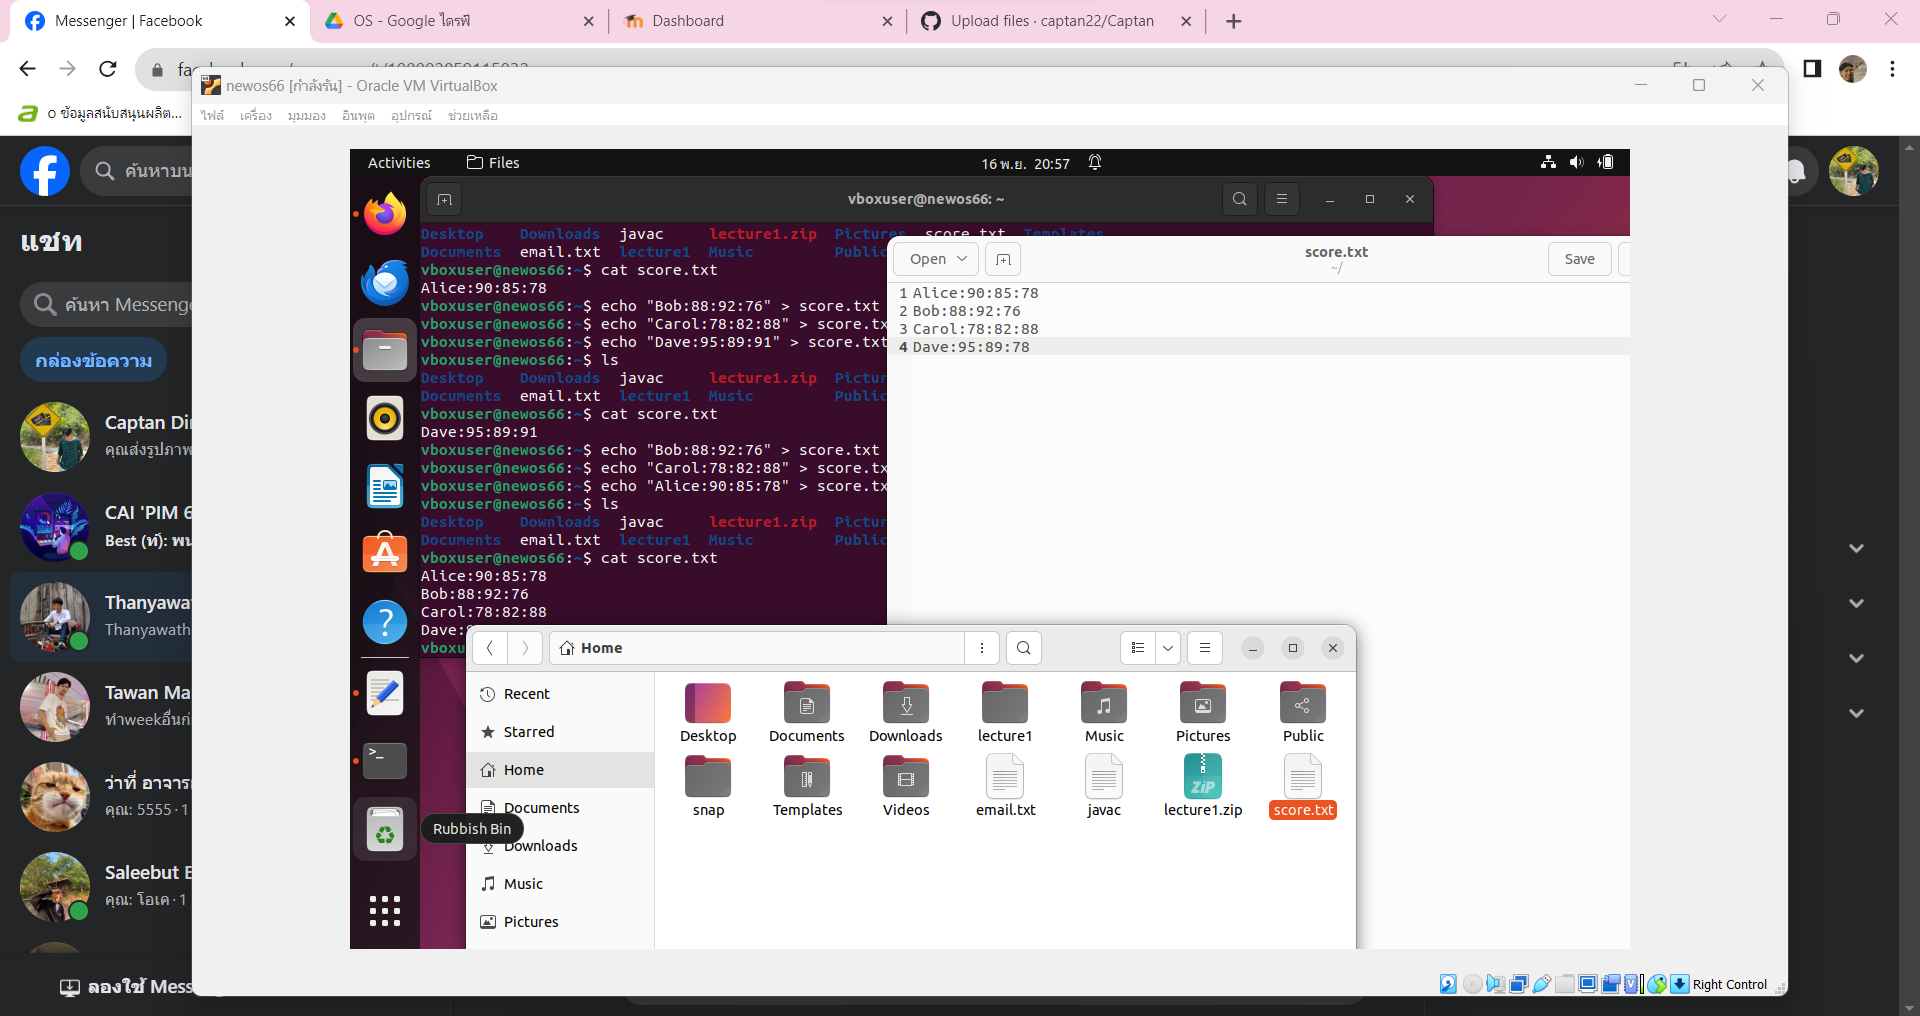 Messenger | Facebook
OS - Google ไดรฟ์
Dashboard
Upload files · captan22/Captan
o ข้อมูลสนับสนุนผลิต...
newos66 [กำลังรัน] - Oracle VM VirtualBox
ไฟล์ เครื่อง มุมมอง อินพุต อุปกรณ์ ช่วยเหลือ
Activities
Files
16 พ.ย. 20:57
vboxuser@newos66: ~
Desktop Downloads javac lecture1.zip Pictures score.txt Templates
Documents email.txt lecture1 Music Public
vboxuser@newos66:~$ cat score.txt
Alice:90:85:78
vboxuser@newos66:~$ echo "Bob:88:92:76" > score.txt
vboxuser@newos66:~$ echo "Carol:78:82:88" > score.tx
vboxuser@newos66:~$ echo "Dave:95:89:91" > score.txt
vboxuser@newos66:~$ ls
Desktop Downloads javac lecture1.zip Pictur
Documents email.txt lecture1 Music Public
vboxuser@newos66:~$ cat score.txt
Dave:95:89:91
vboxuser@newos66:~$ echo "Bob:88:92:76" > score.txt
vboxuser@newos66:~$ echo "Carol:78:82:88" > score.tx
vboxuser@newos66:~$ echo "Alice:90:85:78" > score.tx
vboxuser@newos66:~$ ls
Desktop Downloads javac lecture1.zip Pictur
Documents email.txt lecture1 Music Public
vboxuser@newos66:~$ cat score.txt
Alice:90:85:78
Bob:88:92:76
Carol:78:82:88
Dave:
vboxu
Open
score.txt
~/
Save
1 Alice:90:85:78
2 Bob:88:92:76
3 Carol:78:82:88
4 Dave:95:89:78
Home
Recent
Starred
Home
Documents
Downloads
Music
Pictures
Rubbish Bin
Desktop Documents Downloads lecture1 Music Pictures Public
snap Templates Videos email.txt javac lecture1.zip score.txt
ZIP
ค้นหาบน
แชท
ค้นหา Messenge
กล่องข้อความ
Captan Di
คุณส่งรูปภาพ
CAI 'PIM 6
Best (ท์): พน
Thanyawa
Thanyawath
Tawan Ma
ทำweekอื่นก่
ว่าที่ อาจาร
คุณ: 5555 · 1
Saleebut E
คุณ: โอเค · 1
ลองใช้ Mess
Right Control